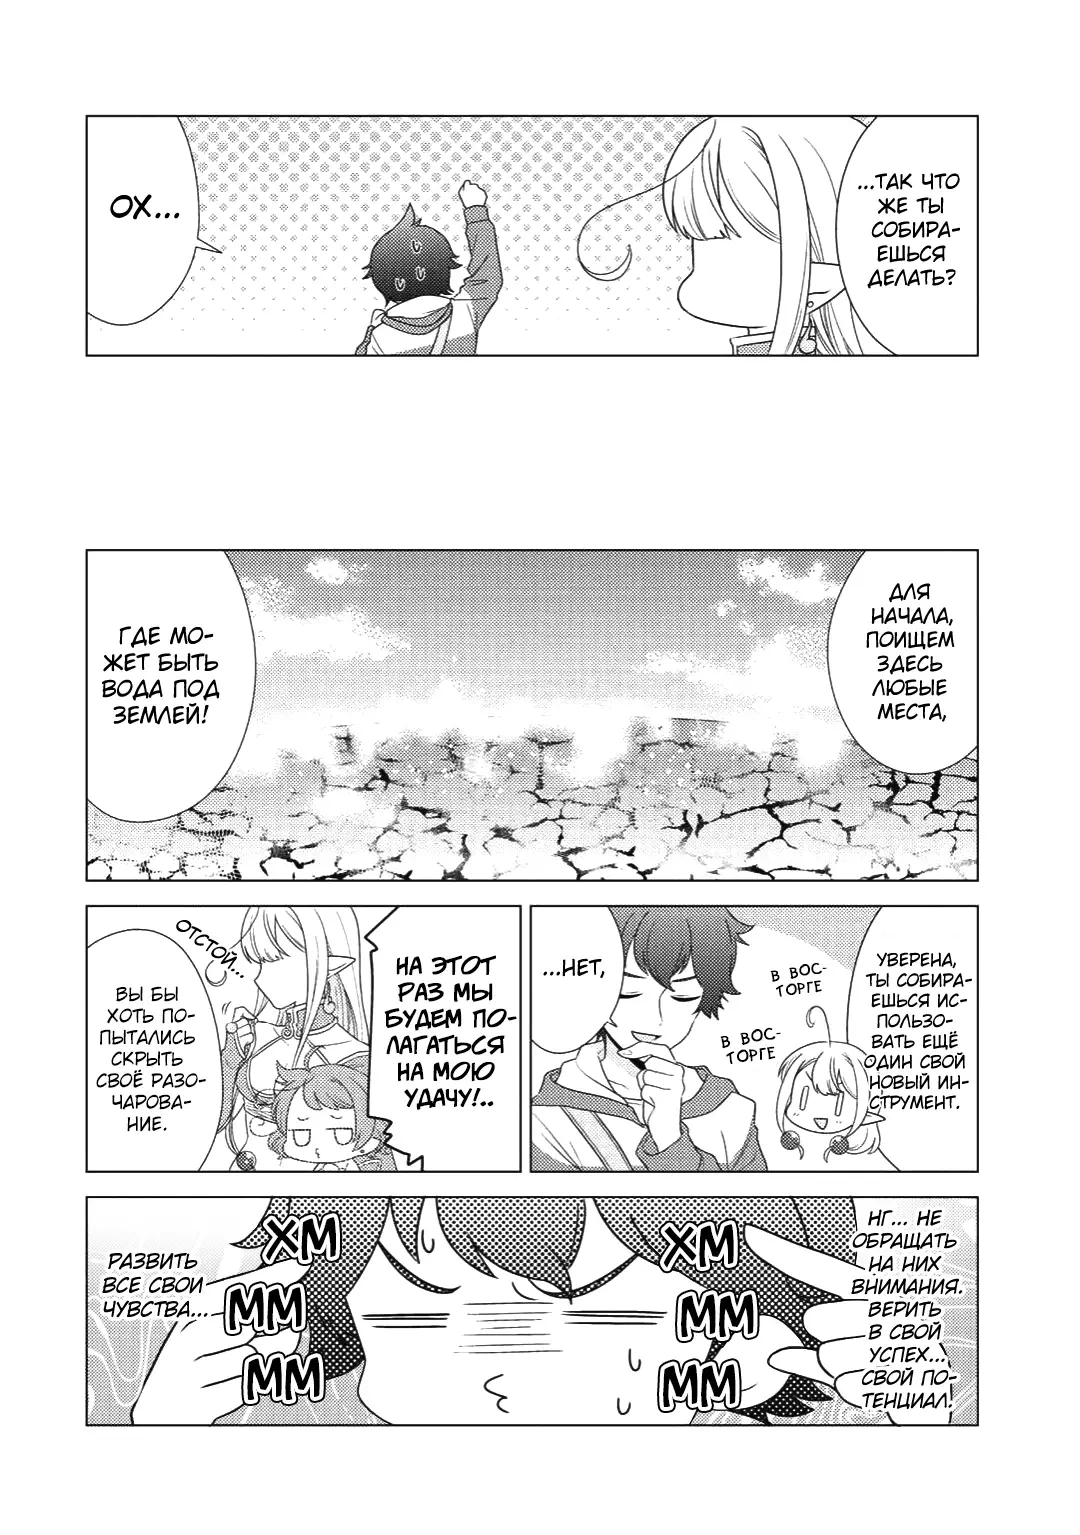 ...ТАК ЧТО
ЖЕ ТЫ
СОБИРА-
ЕШЬСЯ
ДЕЛАТЬ?
ОХ...
ДЛЯ
НАЧАЛА,
ПОИЩЕМ
ЗДЕСЬ
ЛЮБЫЕ
МЕСТА,
ГДЕ МО-
ЖЕТ БЫТЬ
ВОДА ПОД
ЗЕМЛЕЙ!
УВЕРЕНА,
ТЫ СОБИРА-
ЕШЬСЯ ИС-
ПОЛЬЗО-
ВАТЬ ЕЩЁ
ОДИН СВОЙ
НОВЫЙ ИН-
СТРУМЕНТ.
В ВОС-
ТОРГЕ
В ВОС-
ТОРГЕ
...НЕТ,
НА ЭТОТ
РАЗ МЫ
БУДЕМ ПО-
ЛАГАТЬСЯ
НА МОЮ
УДАЧУ!..
ОТСТОЙ...
ВЫ БЫ
ХОТЬ ПО-
ПЫТАЛИСЬ
СКРЫТЬ
СВОЁ РАЗО-
ЧАРОВА-
НИЕ.
НГ... НЕ
ОБРАЩАТЬ
НА НИХ
ВНИМАНИЯ.
ВЕРИТЬ
В СВОЙ
УСПЕХ...
СВОЙ ПО-
ТЕНЦИАЛ!
ХМ
ММ
ММ
ХМ
ММ
ММ
РАЗВИТЬ
ВСЕ СВОИ
ЧУВСТВА...